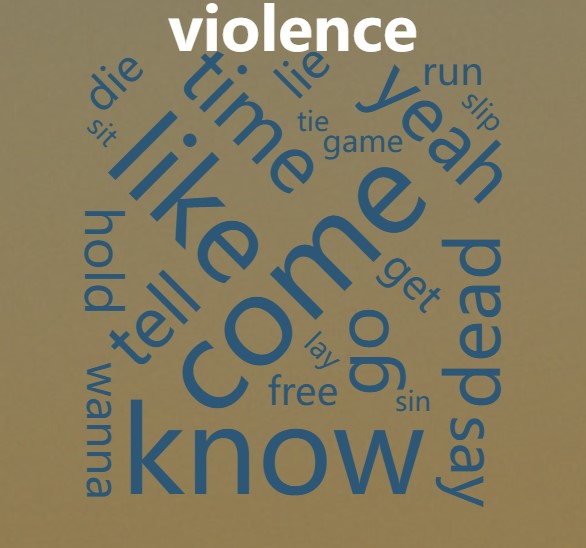 violence
die
time
lie
run
yeah
slip
sit
tie
game
like
come
hold
tell
get
dead
go
lay
free
sin
wanna
know
say